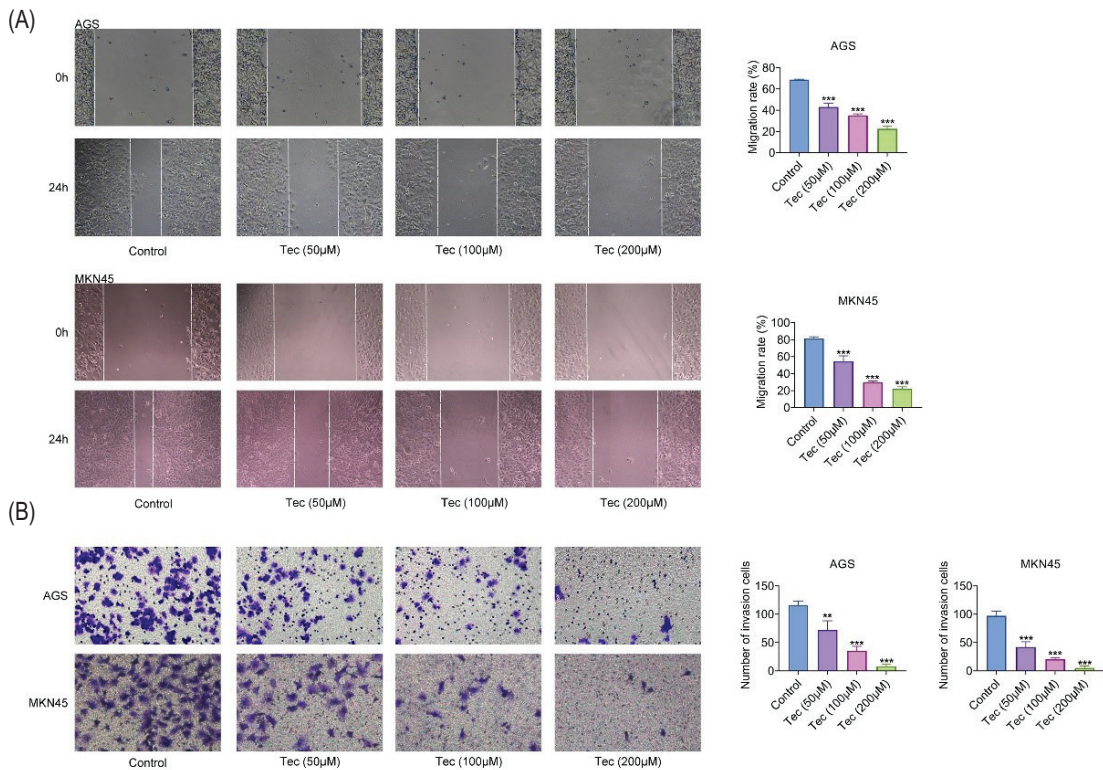 (A)
AGS
0h
24h
Control
Tec (50μM)
Tec (100μM)
Tec (200μM)
AGS
Migration rate (%)
80
60
40
20
0
***
***
***
Control
Tec (50μM)
Tec (100μM)
Tec (200μM)
MKN45
0h
24h
Control
Tec (50μM)
Tec (100μM)
Tec (200μM)
MKN45
Migration rate (%)
100
80
60
40
20
0
***
***
***
Control
Tec (50μM)
Tec (100μM)
Tec (200μM)
(B)
AGS
MKN45
Control
Tec (50μM)
Tec (100μM)
Tec (200μM)
AGS
Number of invasion cells
150
100
50
0
**
***
***
Control
Tec (50μM)
Tec (100μM)
Tec (200μM)
MKN45
Number of invasion cells
150
100
50
0
***
***
***
Control
Tec (50μM)
Tec (100μM)
Tec (200μM)